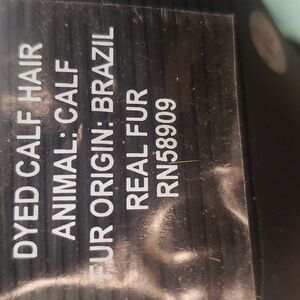 DYED CALF HAIR
ANIMAL: CALF
FUR ORIGIN: BRAZIL
REAL FUR
RN58909